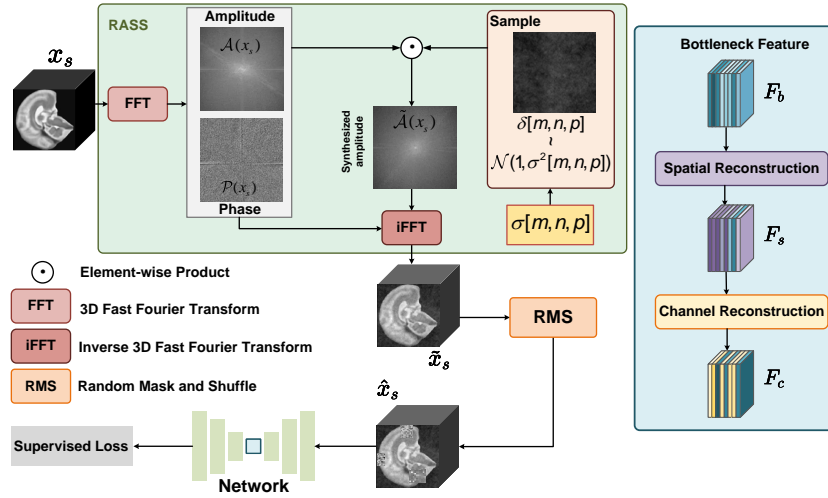 RASS
Amplitude
𝒜(x_s)
x_s
FFT
𝒫(x_s)
Phase
Synthesized
amplitude
𝒜̃(x_s)
iFFT
Sample
δ[m, n, p]
~
𝒩(1, σ²[m, n, p])
σ[m, n, p]
Element-wise Product
FFT
3D Fast Fourier Transform
iFFT
Inverse 3D Fast Fourier Transform
RMS
Random Mask and Shuffle
x̃_s
RMS
x̂_s
Network
Supervised Loss
Bottleneck Feature
F_b
Spatial Reconstruction
F_s
Channel Reconstruction
F_c